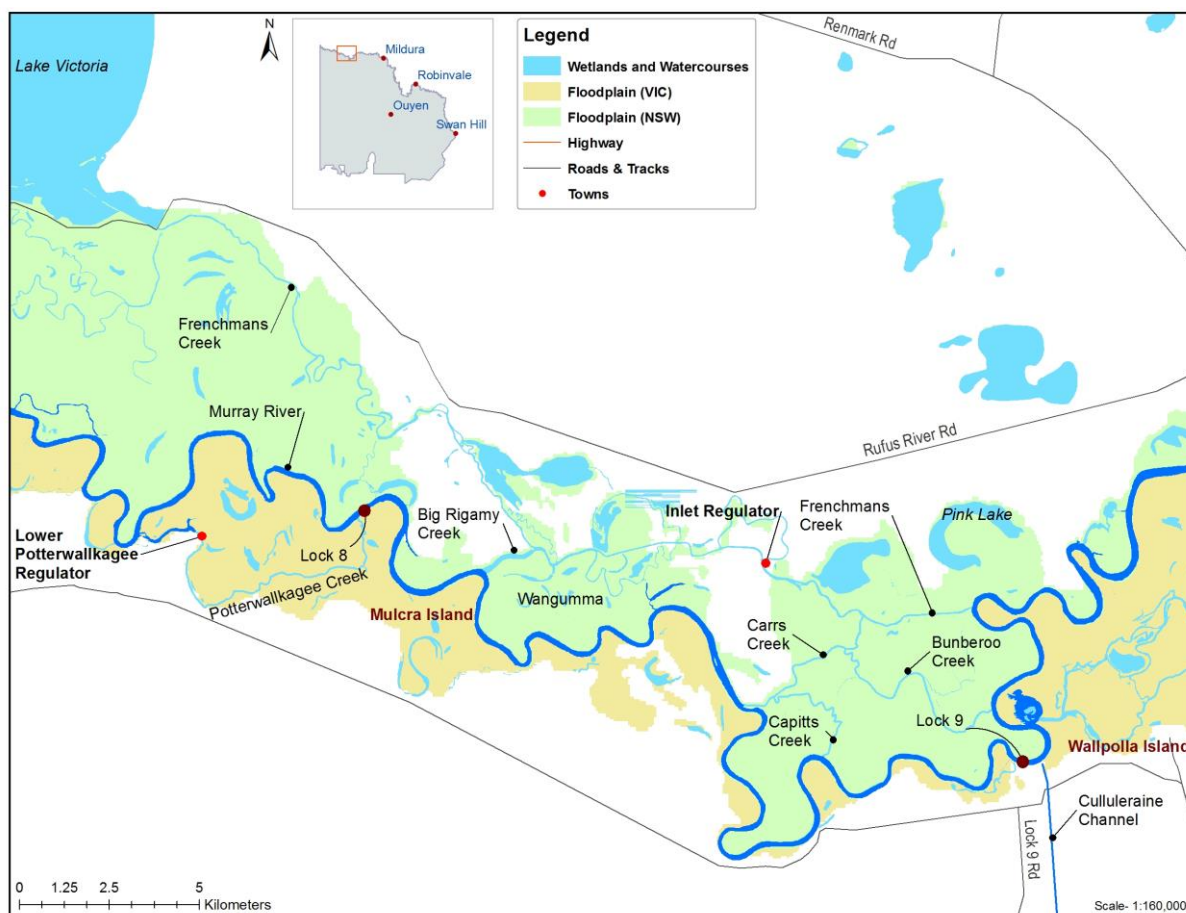 Lake Victoria
N
Mildura
Robinvale
Ouyen
Swan Hill
Legend
Wetlands and Watercourses
Floodplain (VIC)
Floodplain (NSW)
Highway
Roads & Tracks
Towns
Renmark Rd
Frenchmans
Creek
Murray River
Rufus River Rd
Lower
Potterwallkagee
Regulator
Lock 8
Big Rigamy
Creek
Inlet Regulator
Frenchmans
Creek
Pink Lake
Potterwallkagee Creek
Mulcra Island
Wangumma
Carrs
Creek
Bunberoo
Creek
Capitts
Creek
Lock 9
Wallpolla Island
Cullulleraine
Channel
Lock 9 Rd
0 1.25 2.5 5
Kilometers
Scale- 1:160,000